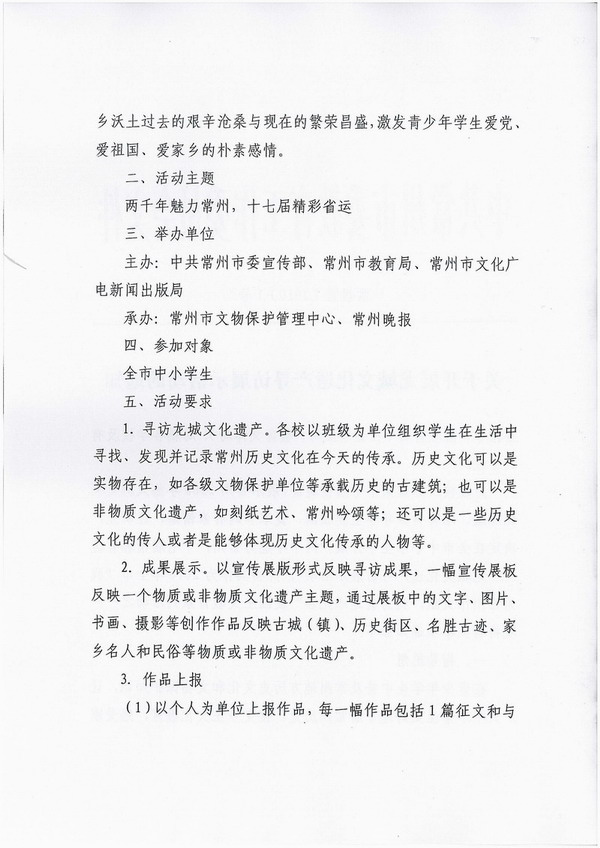 乡沃土过去的艰辛沧桑与现在的繁荣昌盛,激发青少年学生爱党、
爱祖国、爱家乡的朴素感情。
二、活动主题
两千年魅力常州，十七届精彩省运
三、举办单位
主办：中共常州市委宣传部、常州市教育局、常州市文化广
电新闻出版局
承办：常州市文物保护管理中心、常州晚报
四、参加对象
全市中小学生
五、活动要求
1. 寻访龙城文化遗产。各校以班级为单位组织学生在生活中
寻找、发现并记录常州历史文化在今天的传承。历史文化可以是
实物存在，如各级文物保护单位等承载历史的古建筑；也可以是
非物质文化遗产，如刻纸艺术、常州吟颂等；还可以是一些历史
文化的传人或者是能够体现历史文化传承的人物等。
2. 成果展示。以宣传展版形式反映寻访成果，一幅宣传展板
反映一个物质或非物质文化遗产主题，通过展板中的文字、图片、
书画、摄影等创作作品反映古城（镇）、历史街区、名胜古迹、家
乡名人和民俗等物质或非物质文化遗产。
3. 作品上报
（1）以个人为单位上报作品，每一幅作品包括 1 篇征文和与